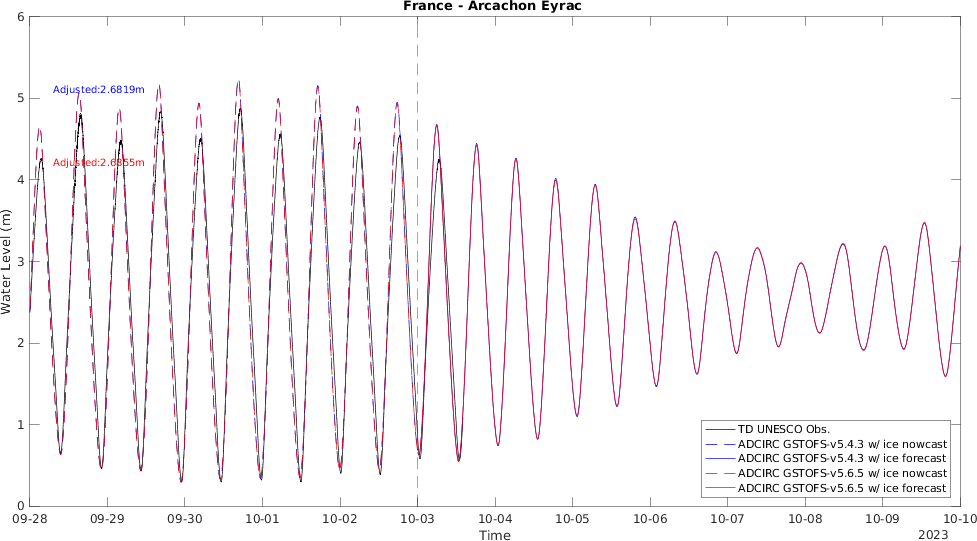 France - Arcachon Eyrac
6
5
4
3
2
1
0
Water Level (m)
Adjusted:2.6819m
Adjusted:2.6855m
TD UNESCO Obs.
ADCIRC GSTOFS-v5.4.3 w/ ice nowcast
ADCIRC GSTOFS-v5.4.3 w/ ice forecast
ADCIRC GSTOFS-v5.6.5 w/ ice nowcast
ADCIRC GSTOFS-v5.6.5 w/ ice forecast
09-28 09-29 09-30 10-01 10-02 10-03 10-04 10-05 10-06 10-07 10-08 10-09 10-10
Time
2023